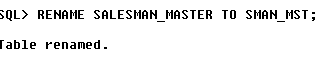 SQL> RENAME SALESMAN_MASTER TO SMAN_MST;
Table renamed.